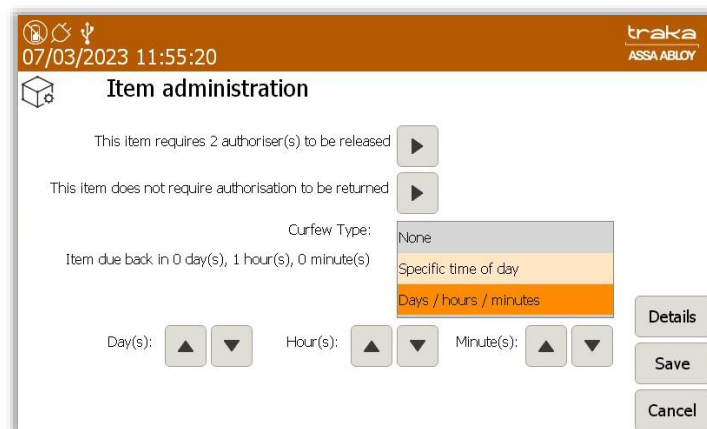 traka
07/03/2023 11:55:20
ASSA ABLOY
Item administration
This item requires 2 authoriser(s) to be released
This item does not require authorisation to be returned
Curfew Type:
None
Item due back in 0 day(s), 1 hour(s), 0 minute(s)
Specific time of day
Days / hours / minutes
Details
Day(s):
Hour(s):
Minute(s):
Save
Cancel